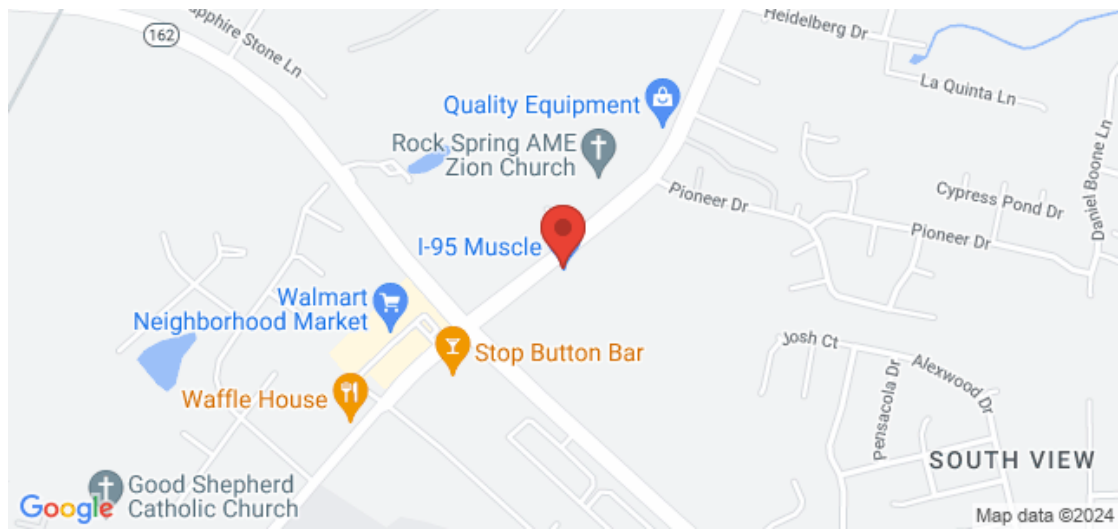 162
pphire Stone Ln
Heidelberg Dr
La Quinta Ln
Quality Equipment
Rock Spring AME
Zion Church
Pioneer Dr
Daniel Boone Ln
Cypress Pond Dr
Pioneer Dr
I-95 Muscle
Walmart
Neighborhood Market
Stop Button Bar
Josh Ct
Alexwood Dr
Pensacola Dr
Waffle House
SOUTH VIEW
Good Shepherd
Catholic Church
Google
Map data ©2024